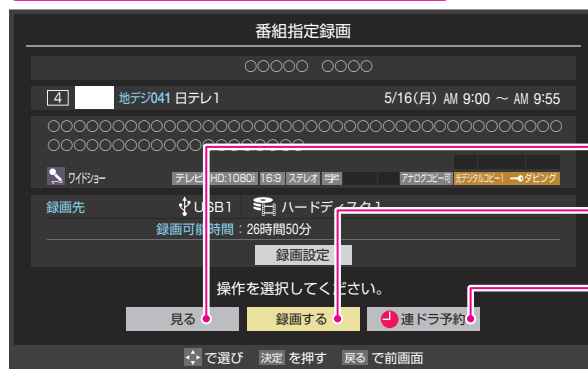 番組指定録画
○○○○○ ○○○○
4 地デジ041 日テレ1 5/16(月) AM 9:00 ～ AM 9:55
○○○○○○○○○○○○○○○○○○○○○○○○○○○○○○○○○○○○○○○○
○○○○○○○○○○○○○○○○○○○○
ワイドショー テレビ HD:1080i 16:9 ステレオ 字 アナログコピー可 光デジタルコピー1 ダビング
録画先 USB1 ハードディスク1
録画可能時間：26時間50分
録画設定
操作を選択してください。
見る 録画する 連ドラ予約
で選び 決定 を押す 戻る で前画面